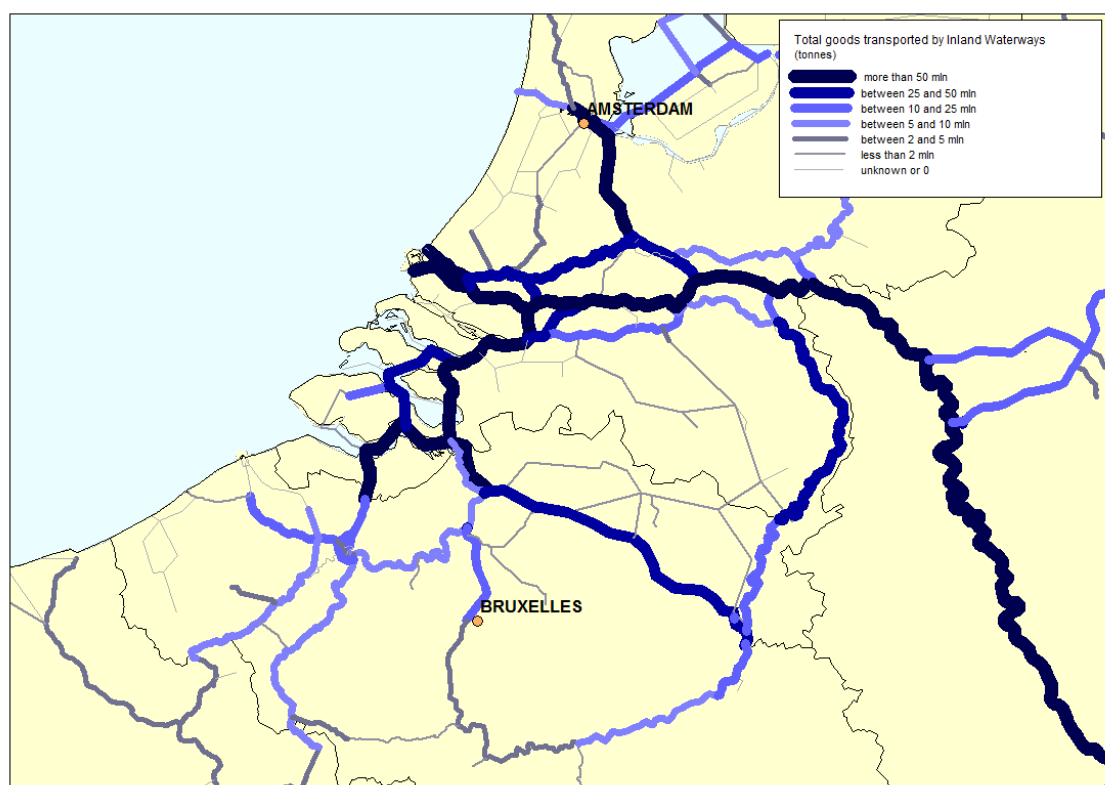 Total goods transported by Inland Waterways
(tonnes)
more than 50 mln
between 25 and 50 mln
between 10 and 25 mln
between 5 and 10 mln
between 2 and 5 mln
less than 2 mln
unknown or 0
AMSTERDAM
BRUXELLES